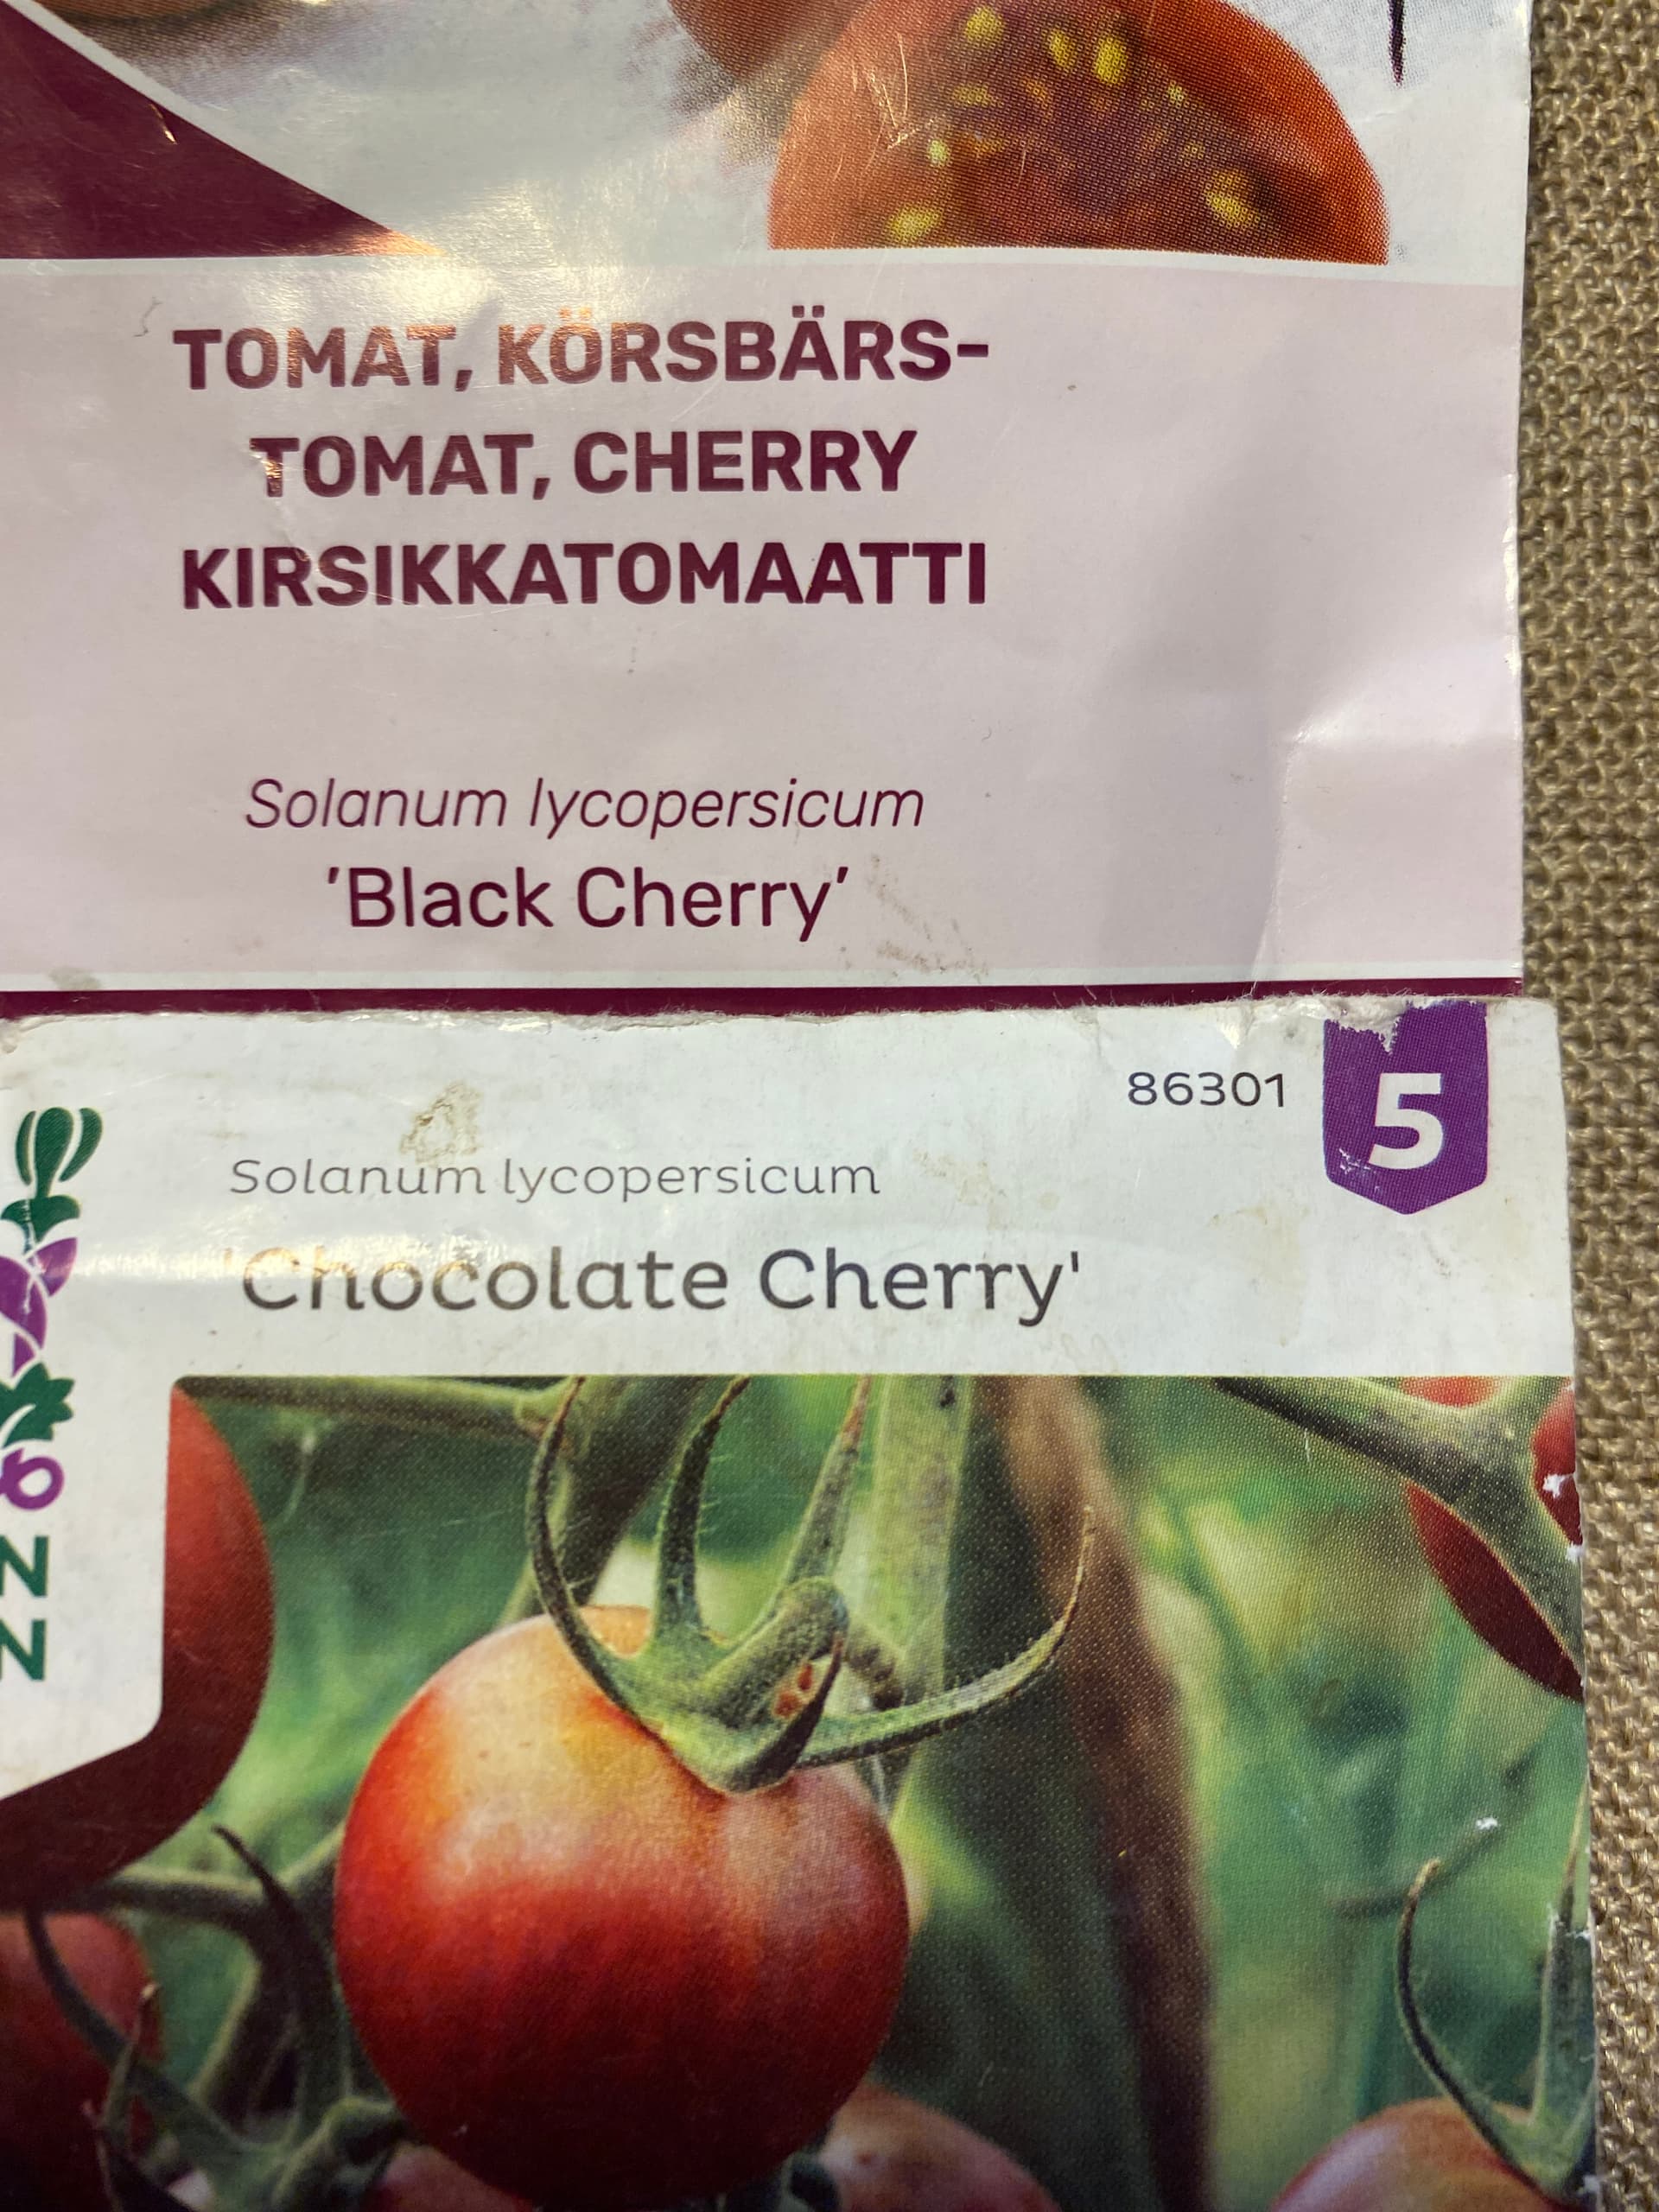 TOMAT, KÖRSBÄRS-
TOMAT, CHERRY
KIRSIKKATOMAATTI
Solanum lycopersicum
'Black Cherry'
86301
5
Solanum lycopersicum
'Chocolate Cherry'